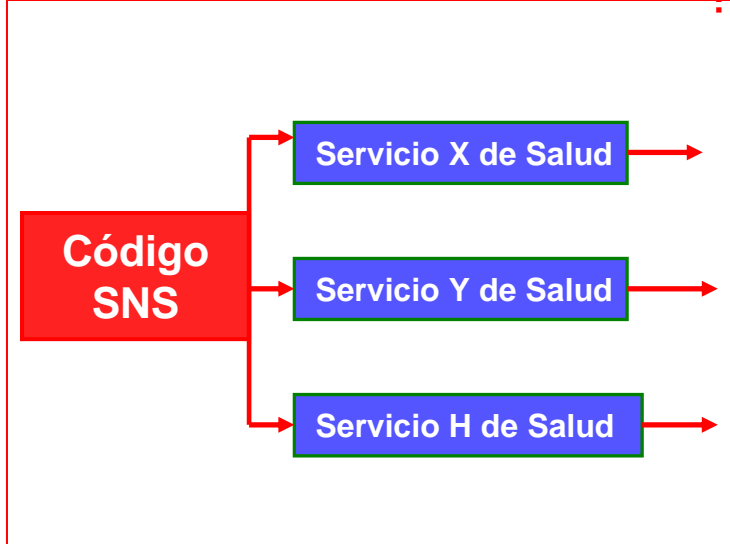 Servicio X de Salud
Código
SNS
Servicio Y de Salud
Servicio H de Salud